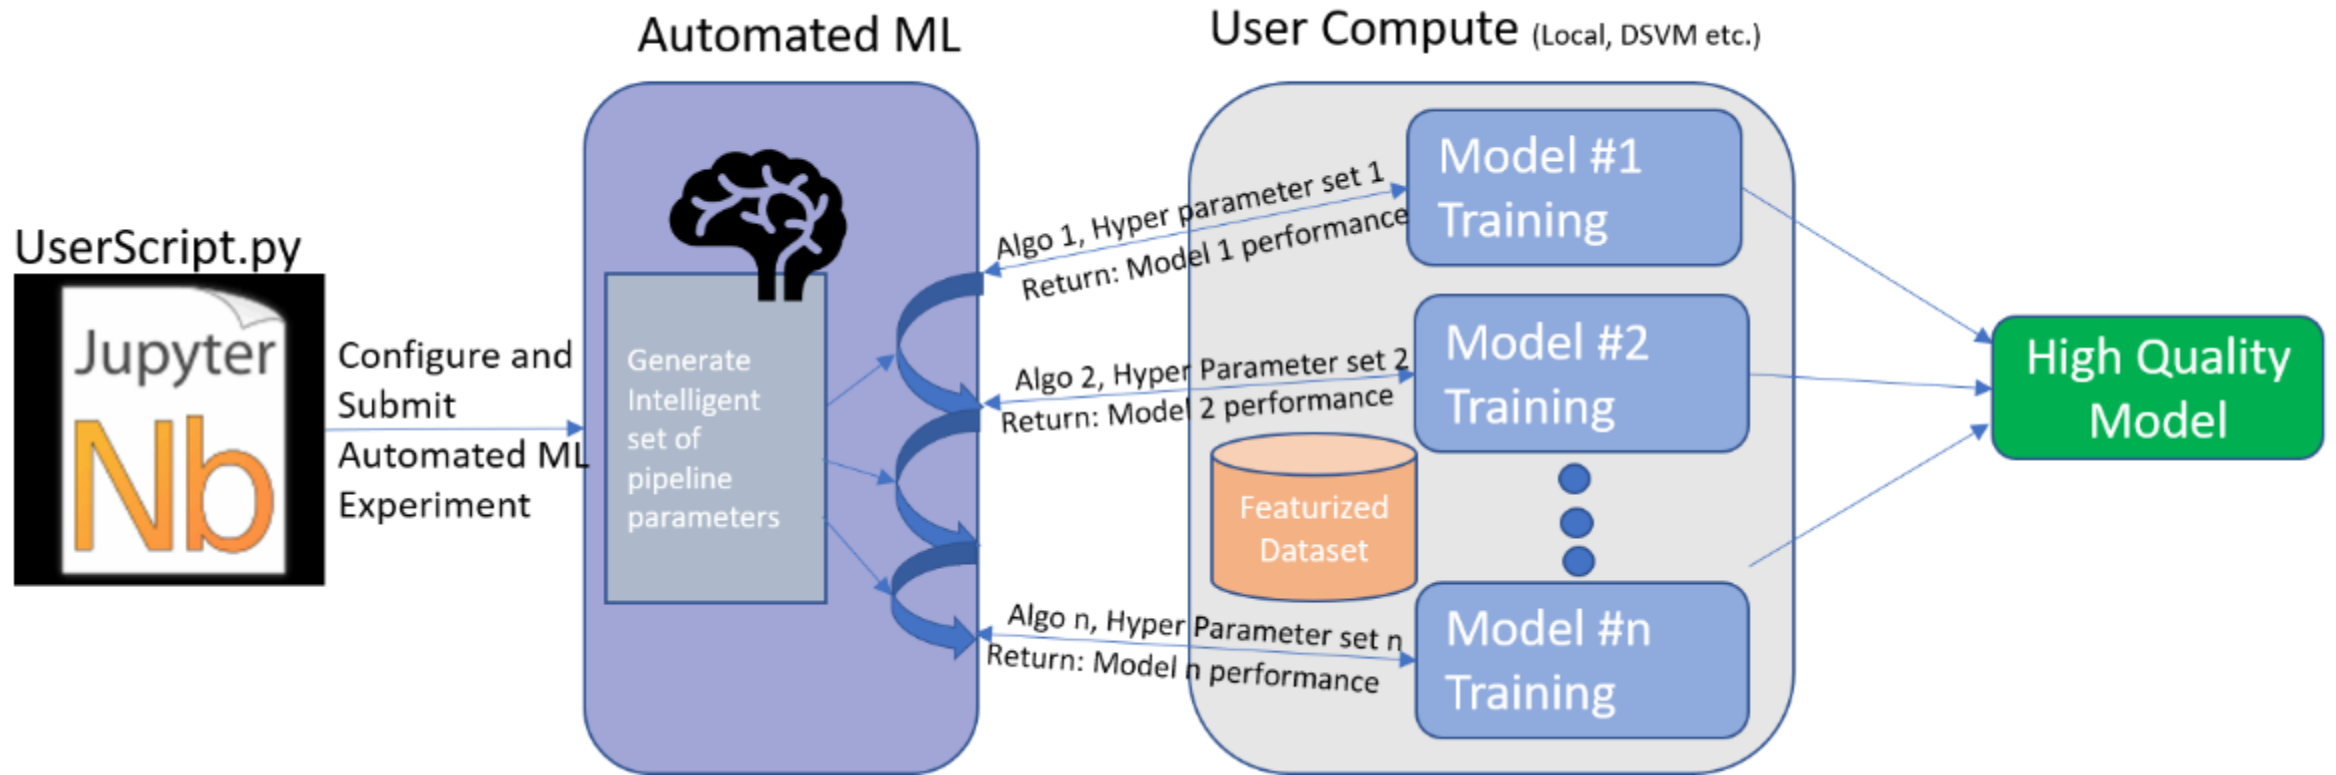 Automated ML
User Compute (Local, DSVM etc.)
UserScript.py
Jupyter
Nb
Configure and
Submit
Automated ML
Experiment
Generate
Intelligent
set of
pipeline
parameters
Algo 1, Hyper parameter set 1
Return: Model 1 performance
Algo 2, Hyper Parameter set 2
Return: Model 2 performance
Algo n, Hyper Parameter set n
Return: Model n performance
Model #1
Training
Model #2
Training
Featurized
Dataset
Model #n
Training
High Quality
Model